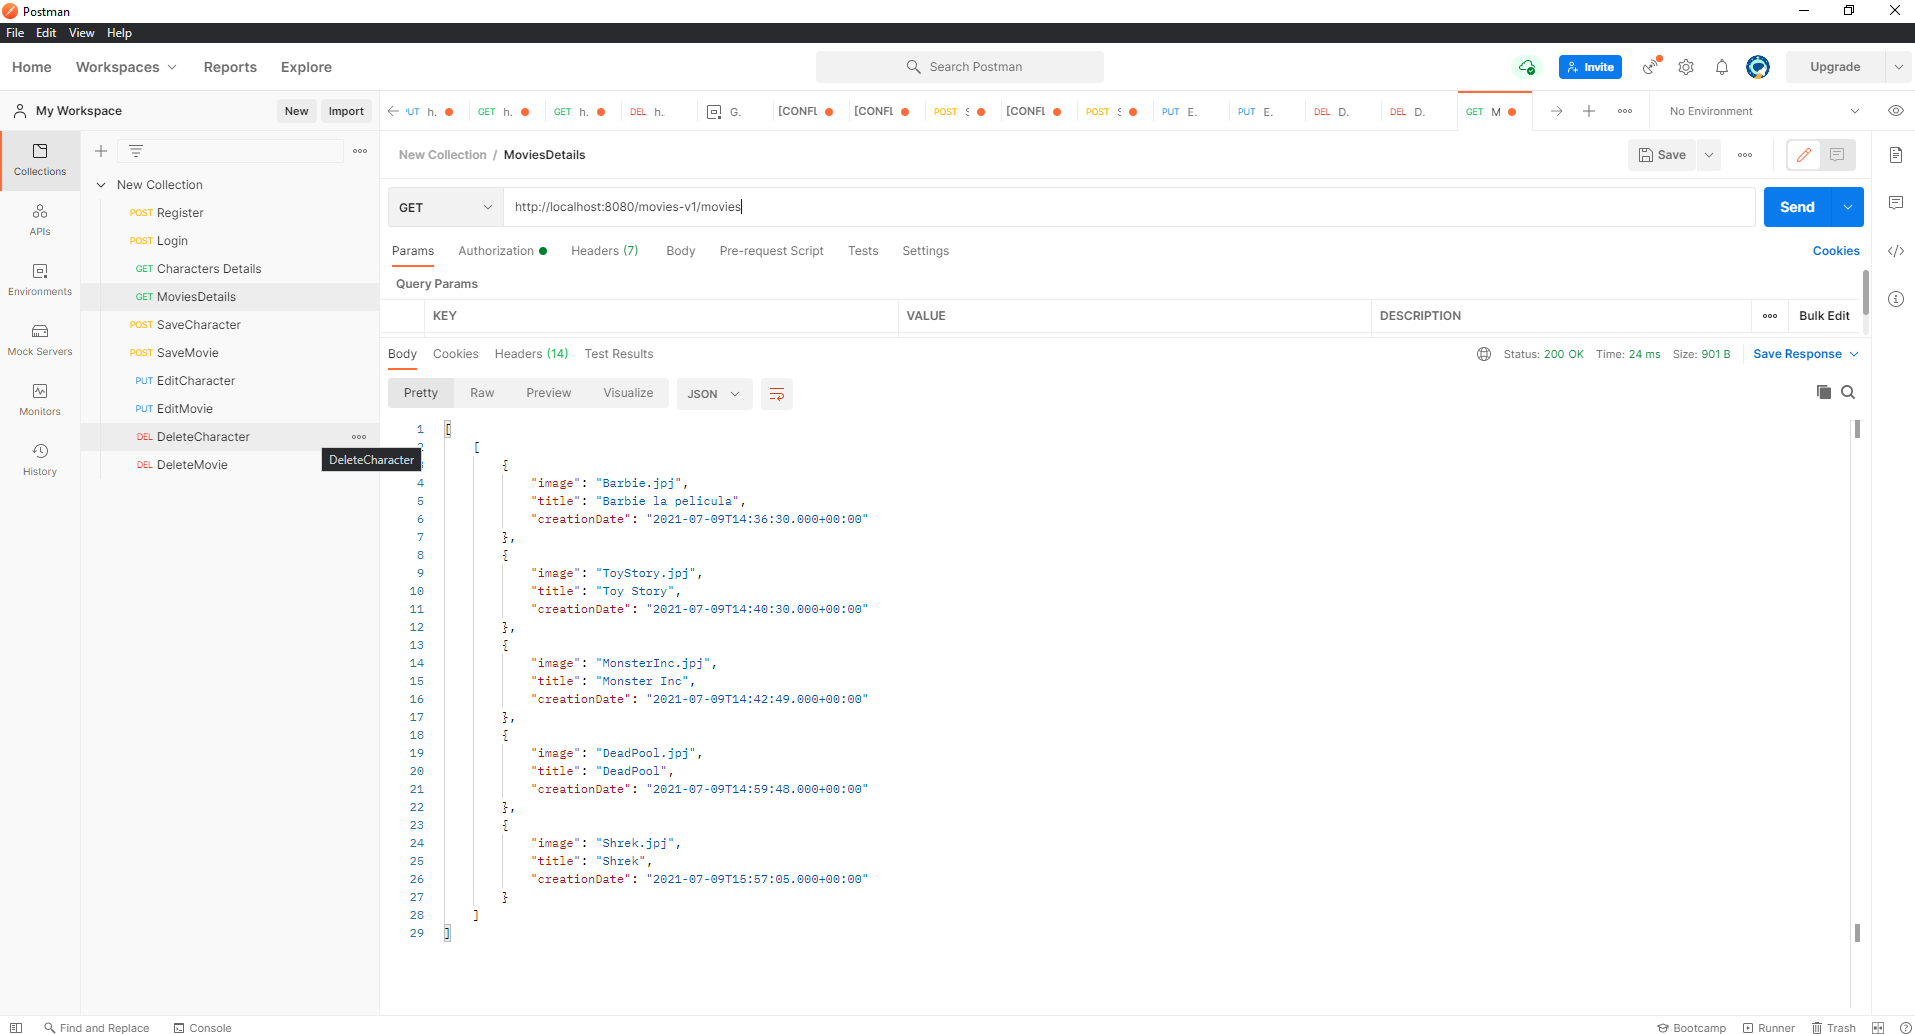 Postman
File Edit View Help
Home Workspaces Reports Explore Search Postman Invite Upgrade
My Workspace New Import
UT h. GET h. GET h. DEL h. G. [CONFL [CONFL POST S [CONFL POST S PUT E. PUT E. DEL D. DEL D. GET M No Environment
Collections
APIs
Environments
Mock Servers
Monitors
History
New Collection
POST Register
POST Login
GET Characters Details
GET MoviesDetails
POST SaveCharacter
POST SaveMovie
PUT EditCharacter
PUT EditMovie
DEL DeleteCharacter
DEL DeleteMovie
DeleteCharacter
New Collection / MoviesDetails Save
GET http://localhost:8080/movies-v1/movies Send
Params Authorization Headers (7) Body Pre-request Script Tests Settings Cookies
Query Params
KEY VALUE DESCRIPTION Bulk Edit
Body Cookies Headers (14) Test Results Status: 200 OK Time: 24 ms Size: 901 B Save Response
Pretty Raw Preview Visualize JSON
1 [
2 [
{
4 "image": "Barbie.jpj",
5 "title": "Barbie la pelicula",
6 "creationDate": "2021-07-09T14:36:30.000+00:00"
7 },
8 {
9 "image": "ToyStory.jpj",
10 "title": "Toy Story",
11 "creationDate": "2021-07-09T14:40:30.000+00:00"
12 },
13 {
14 "image": "MonsterInc.jpj",
15 "title": "Monster Inc",
16 "creationDate": "2021-07-09T14:42:49.000+00:00"
17 },
18 {
19 "image": "DeadPool.jpj",
20 "title": "DeadPool",
21 "creationDate": "2021-07-09T14:59:48.000+00:00"
22 },
23 {
24 "image": "Shrek.jpj",
25 "title": "Shrek",
26 "creationDate": "2021-07-09T15:57:05.000+00:00"
27 }
28 ]
29 ]
Find and Replace Console Bootcamp Runner Trash